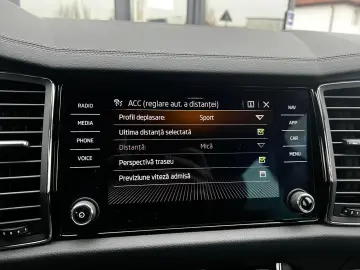 RADIO
MEDIA
PHONE
VOICE
ACC (reglare aut. a distanței)
Profil deplasare: Sport
Ultima distanță selectată
Distanță: Mică
Perspectivă traseu
Previziune viteză admisă
NAV
APP
CAR
MENU